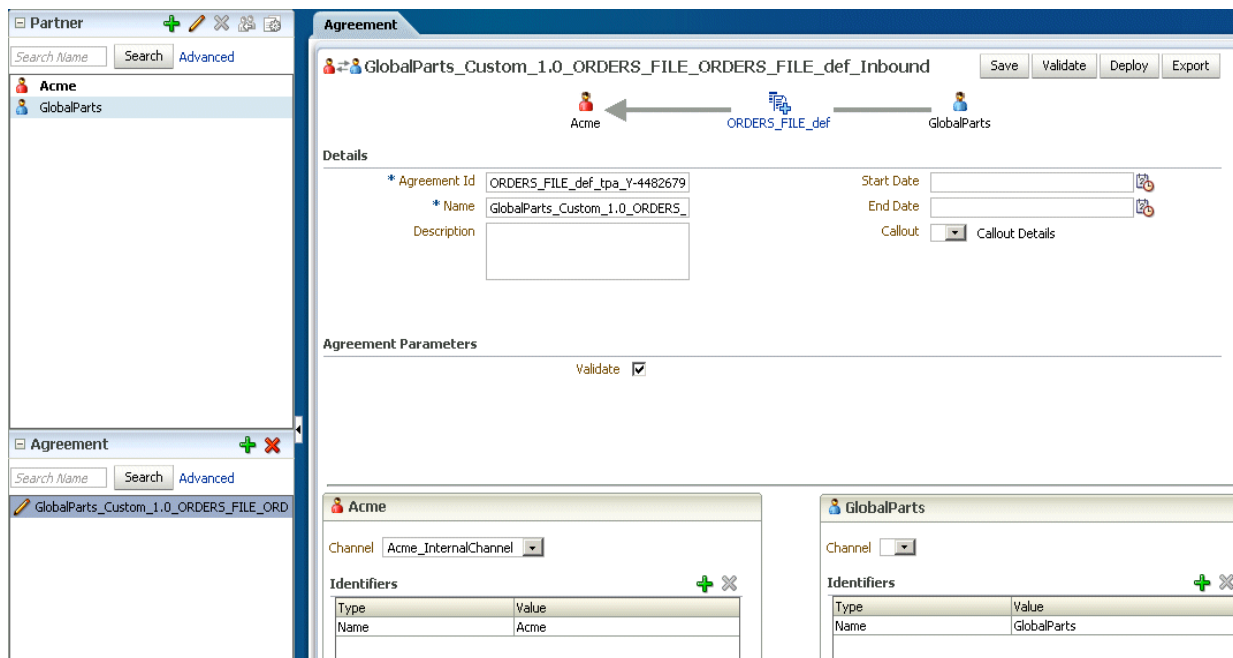 Partner
Search Name Search Advanced
Acme
GlobalParts
Agreement
Search Name Search Advanced
GlobalParts_Custom_1.0_ORDERS_FILE_ORD
Agreement
GlobalParts_Custom_1.0_ORDERS_FILE_ORDERS_FILE_def_Inbound Save Validate Deploy Export
Acme ORDERS_FILE_def GlobalParts
Details
* Agreement Id ORDERS_FILE_def_tpa_Y-4482679 Start Date
* Name GlobalParts_Custom_1.0_ORDERS_ End Date
Description Callout Callout Details
Agreement Parameters
Validate
Acme
Channel Acme_InternalChannel
Identifiers
Type Value
Name Acme
GlobalParts
Channel
Identifiers
Type Value
Name GlobalParts